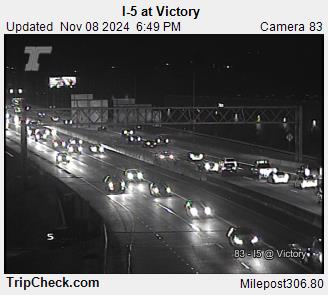 I-5 at Victory
Updated Nov 08 2024 6:49 PM Camera 83
T
S
83 - I5 @ Victory
TripCheck.com Milepost306.80